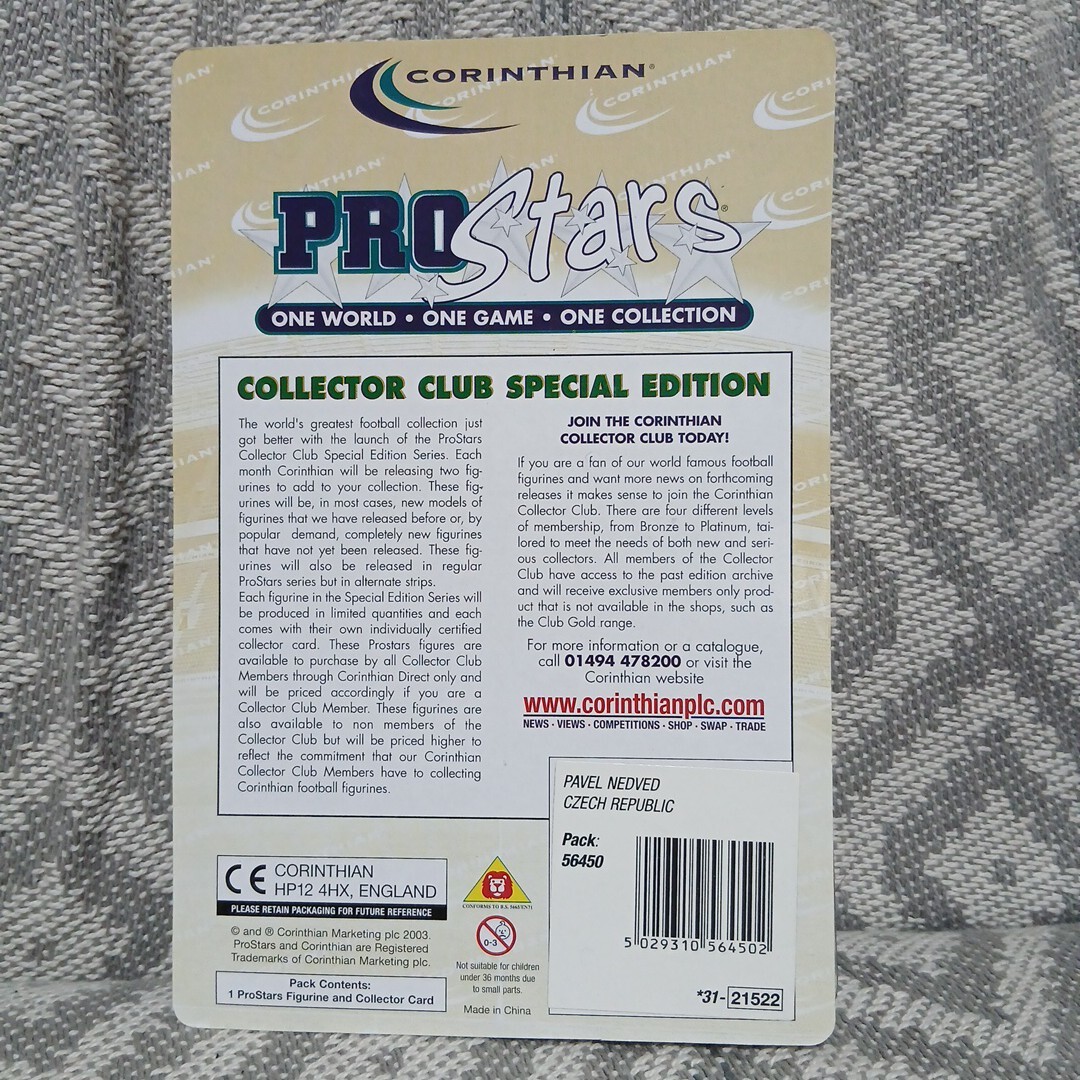 CORINTHIAN®
PROStars®
ONE WORLD • ONE GAME • ONE COLLECTION
COLLECTOR CLUB SPECIAL EDITION
The world's greatest football collection just
got better with the launch of the ProStars
Collector Club Special Edition Series. Each
month Corinthian will be releasing two fig-
urines to add to your collection. These fig-
urines will be, in most cases, new models of
figurines that we have released before or, by
popular demand, completely new figurines
that have not yet been released. These fig-
urines will also be released in regular
ProStars series but in alternate strips.
Each figurine in the Special Edition Series will
be produced in limited quantities and each
comes with their own individually certified
collector card. These Prostars figures are
available to purchase by all Collector Club
Members through Corinthian Direct only and
will be priced accordingly if you are a
Collector Club Member. These figurines are
also available to non members of the
Collector Club but will be priced higher to
reflect the commitment that our Corinthian
Collector Club Members have to collecting
Corinthian football figurines.
JOIN THE CORINTHIAN
COLLECTOR CLUB TODAY!
If you are a fan of our world famous football
figurines and want more news on forthcoming
releases it makes sense to join the Corinthian
Collector Club. There are four different levels
of membership, from Bronze to Platinum, tai-
lored to meet the needs of both new and seri-
ous collectors. All members of the Collector
Club have access to the past edition archive
and will receive exclusive members only prod-
uct that is not available in the shops, such as
the Club Gold range.
For more information or a catalogue,
call 01494 478200 or visit the
Corinthian website
www.corinthianplc.com
NEWS · VIEWS · COMPETITIONS · SHOP · SWAP · TRADE
PAVEL NEDVED
CZECH REPUBLIC
Pack:
56450
5 029310 564502
*31- 21522
CE CORINTHIAN
HP12 4HX, ENGLAND
PLEASE RETAIN PACKAGING FOR FUTURE REFERENCE
© and ® Corinthian Marketing plc 2003.
ProStars and Corinthian are Registered
Trademarks of Corinthian Marketing plc.
Pack Contents:
1 ProStars Figurine and Collector Card
CONFORMS TO B.S. 5665/EN71
0-3
Not suitable for children
under 36 months due
to small parts.
Made in China